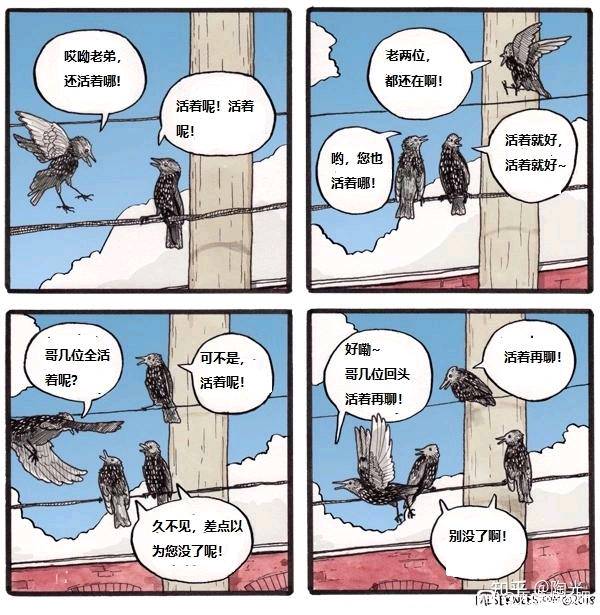 哎呦老弟，
还活着哪！
活着呢！活着
呢！
老两位，
都还在啊！
哟，您也
活着哪！
活着就好，
活着就好~
哥几位全活
着呢？
可不是，
活着呢！
久不见，差点以
为您没了呢！
好嘞~
哥几位回头
活着再聊！
活着再聊！
别没了啊！
知乎 @陶光